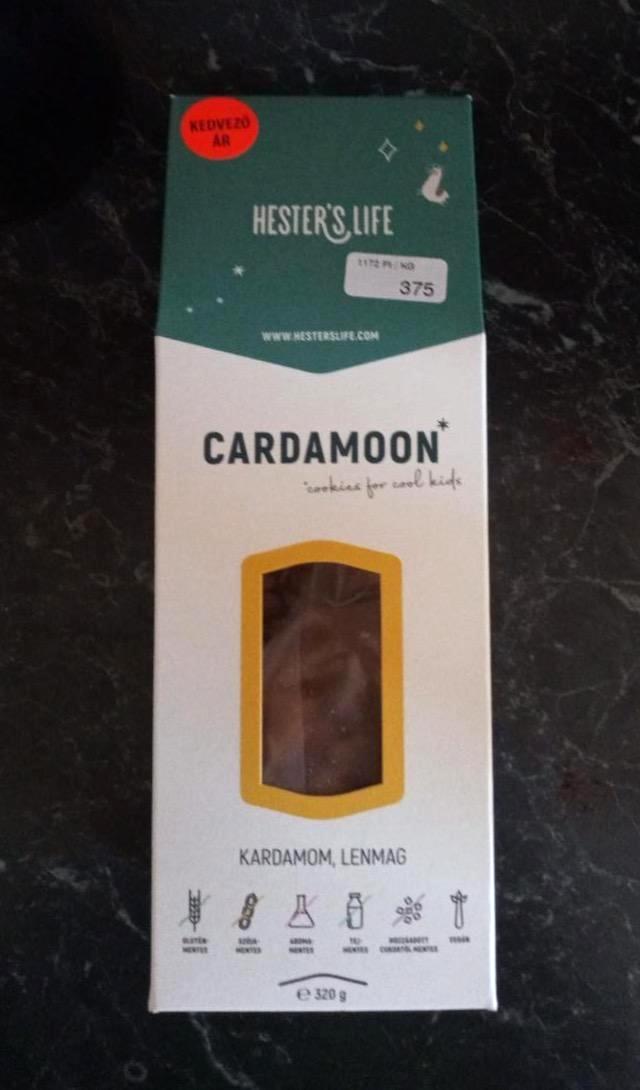 KEDVEZŐ
ÁR
HESTER'S LIFE
1172 Ft / KG
375
WWW.HESTERSLIFE.COM
CARDAMOON*
*cookies for cool kids
KARDAMOM, LENMAG
GLUTÉN-
MENTES
SZÓJA-
MENTES
AROMA-
MENTES
TEJ-
MENTES
HOZZÁADOTT
CUKORTÓL MENTES
VEGÁN
℮ 320 g